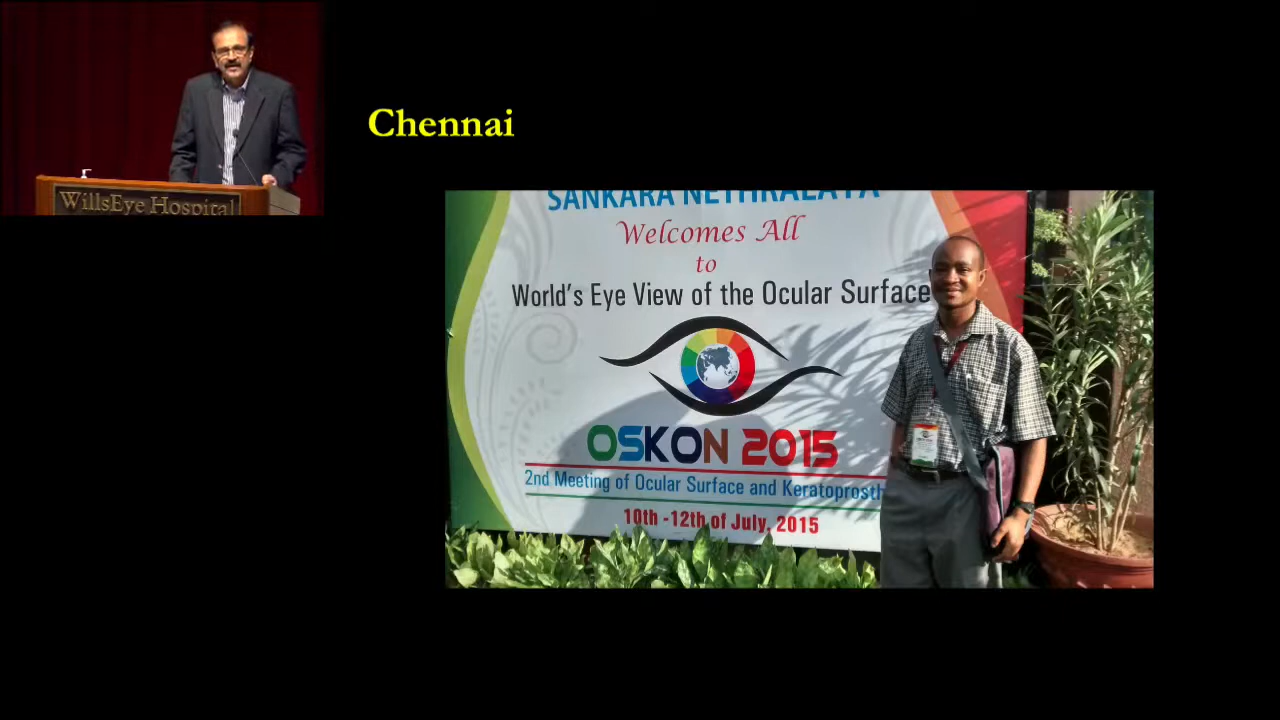 WillsEye Hospital
Chennai
SANKARA NETHRALAYA
Welcomes All
to
World's Eye View of the Ocular Surface
OSKON 2015
2nd Meeting of Ocular Surface and Keratoprosth
10th -12th of July, 2015